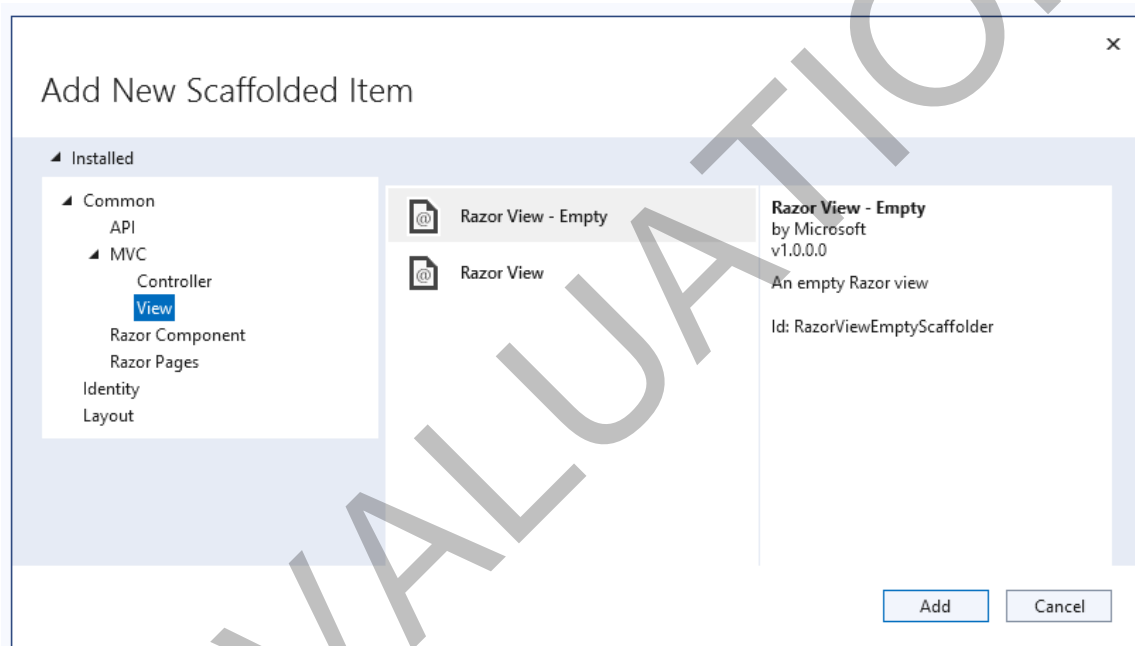 Add New Scaffolded Item
Installed
Common
API
MVC
Controller
View
Razor Component
Razor Pages
Identity
Layout
Razor View - Empty
Razor View
Razor View - Empty
by Microsoft
v1.0.0.0
An empty Razor view
Id: RazorViewEmptyScaffolder
Add
Cancel
VALUATIO